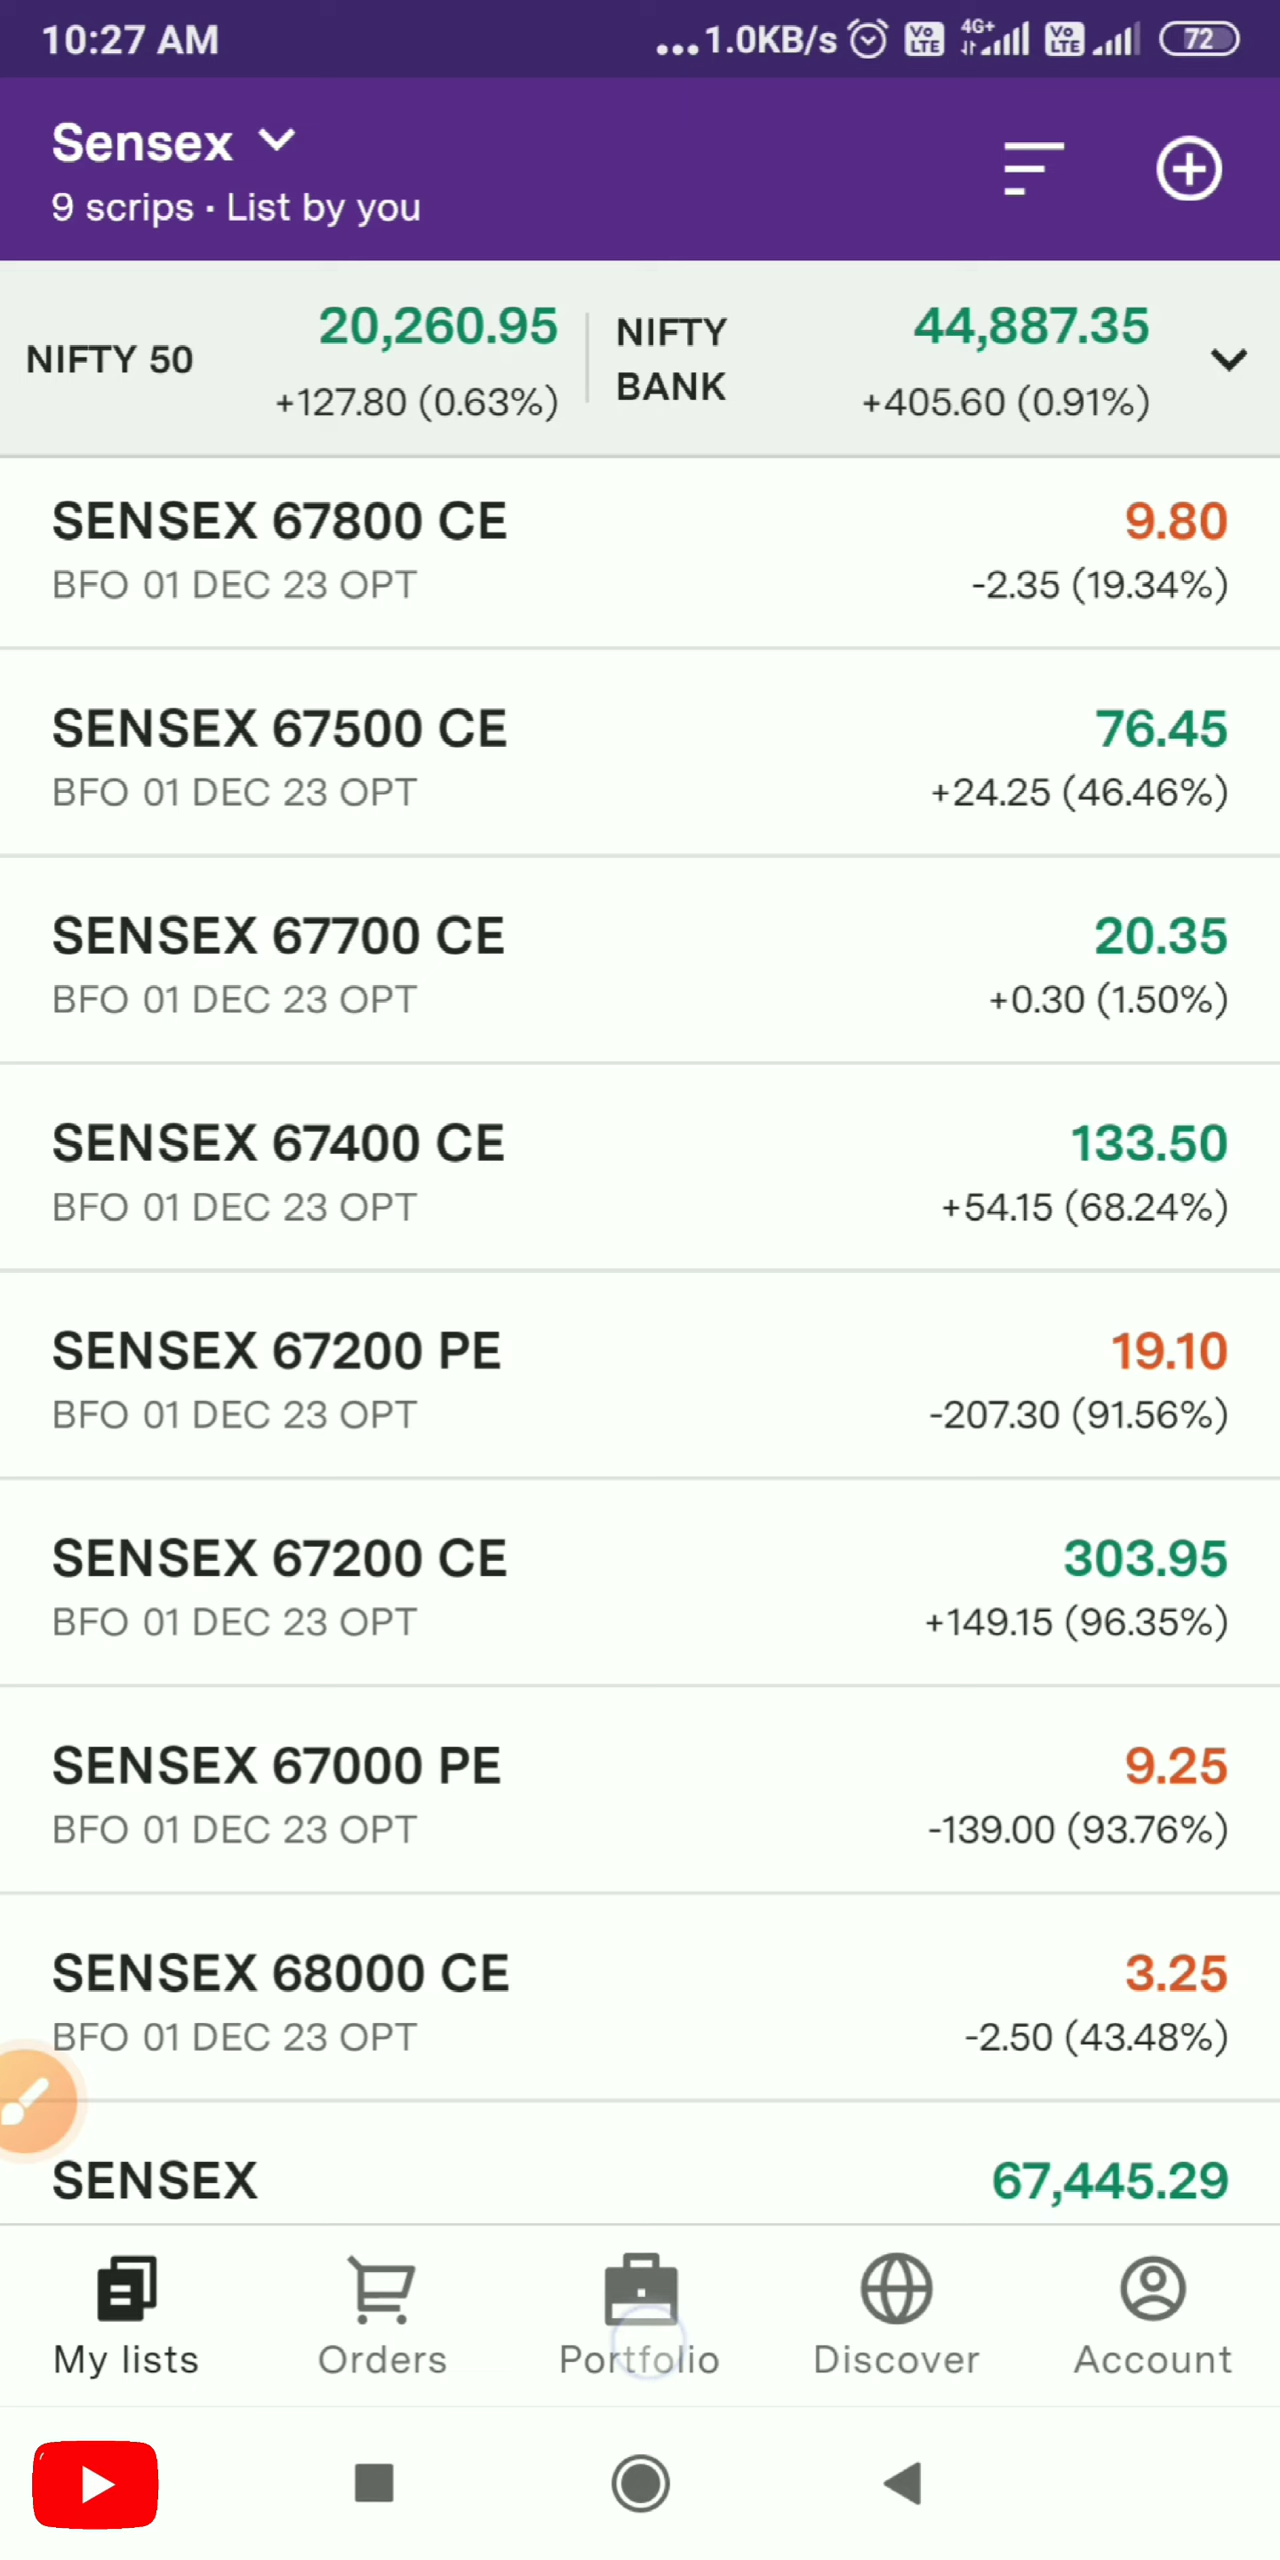 10:27 AM
...1.0KB/s Vo LTE 4G+ Vo LTE 72
Sensex
9 scrips · List by you
NIFTY 50
20,260.95
+127.80 (0.63%)
NIFTY BANK
44,887.35
+405.60 (0.91%)
SENSEX 67800 CE 9.80
BFO 01 DEC 23 OPT -2.35 (19.34%)
SENSEX 67500 CE 76.45
BFO 01 DEC 23 OPT +24.25 (46.46%)
SENSEX 67700 CE 20.35
BFO 01 DEC 23 OPT +0.30 (1.50%)
SENSEX 67400 CE 133.50
BFO 01 DEC 23 OPT +54.15 (68.24%)
SENSEX 67200 PE 19.10
BFO 01 DEC 23 OPT -207.30 (91.56%)
SENSEX 67200 CE 303.95
BFO 01 DEC 23 OPT +149.15 (96.35%)
SENSEX 67000 PE 9.25
BFO 01 DEC 23 OPT -139.00 (93.76%)
SENSEX 68000 CE 3.25
BFO 01 DEC 23 OPT -2.50 (43.48%)
SENSEX 67,445.29
My lists Orders Portfolio Discover Account